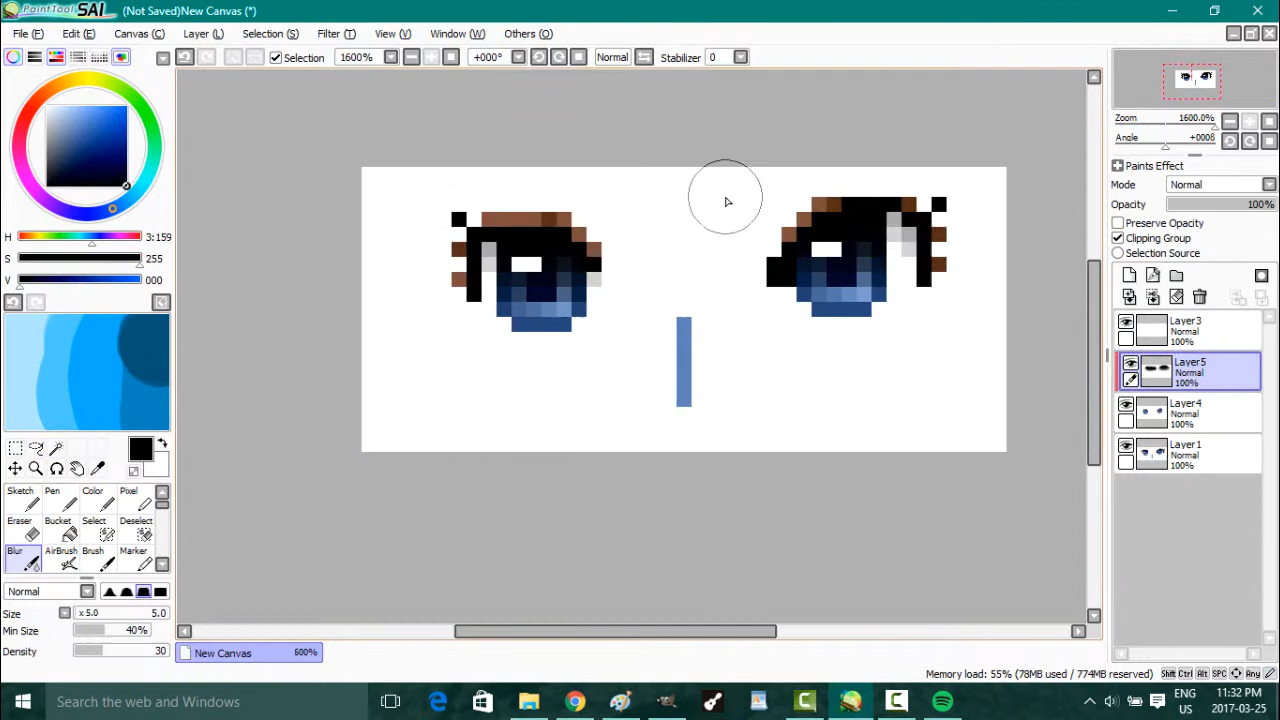 PaintTool SAI (Not Saved)New Canvas (*)
File (F) Edit (E) Canvas (C) Layer (L) Selection (S) Filter (T) View (V) Window (W) Others (O)
Selection 1600% +000° Normal Stabilizer 0
H 3:159
S 255
V 000
Sketch Pen Color Pixel
Eraser Bucket Select Deselect
Blur AirBrush Brush Marker
Normal
Size x 5.0 5.0
Min Size 40%
Density 30
New Canvas 600%
Zoom 1600.0%
Angle +000ß
Paints Effect
Mode Normal
Opacity 100%
Preserve Opacity
Clipping Group
Selection Source
Layer3
Normal
100%
Layer5
Normal
100%
Layer4
Normal
100%
Layer1
Normal
100%
Memory load: 55% (78MB used / 774MB reserved) Shift Ctrl Alt SPC Any
Search the web and Windows
ENG
US
11:32 PM
2017-03-25